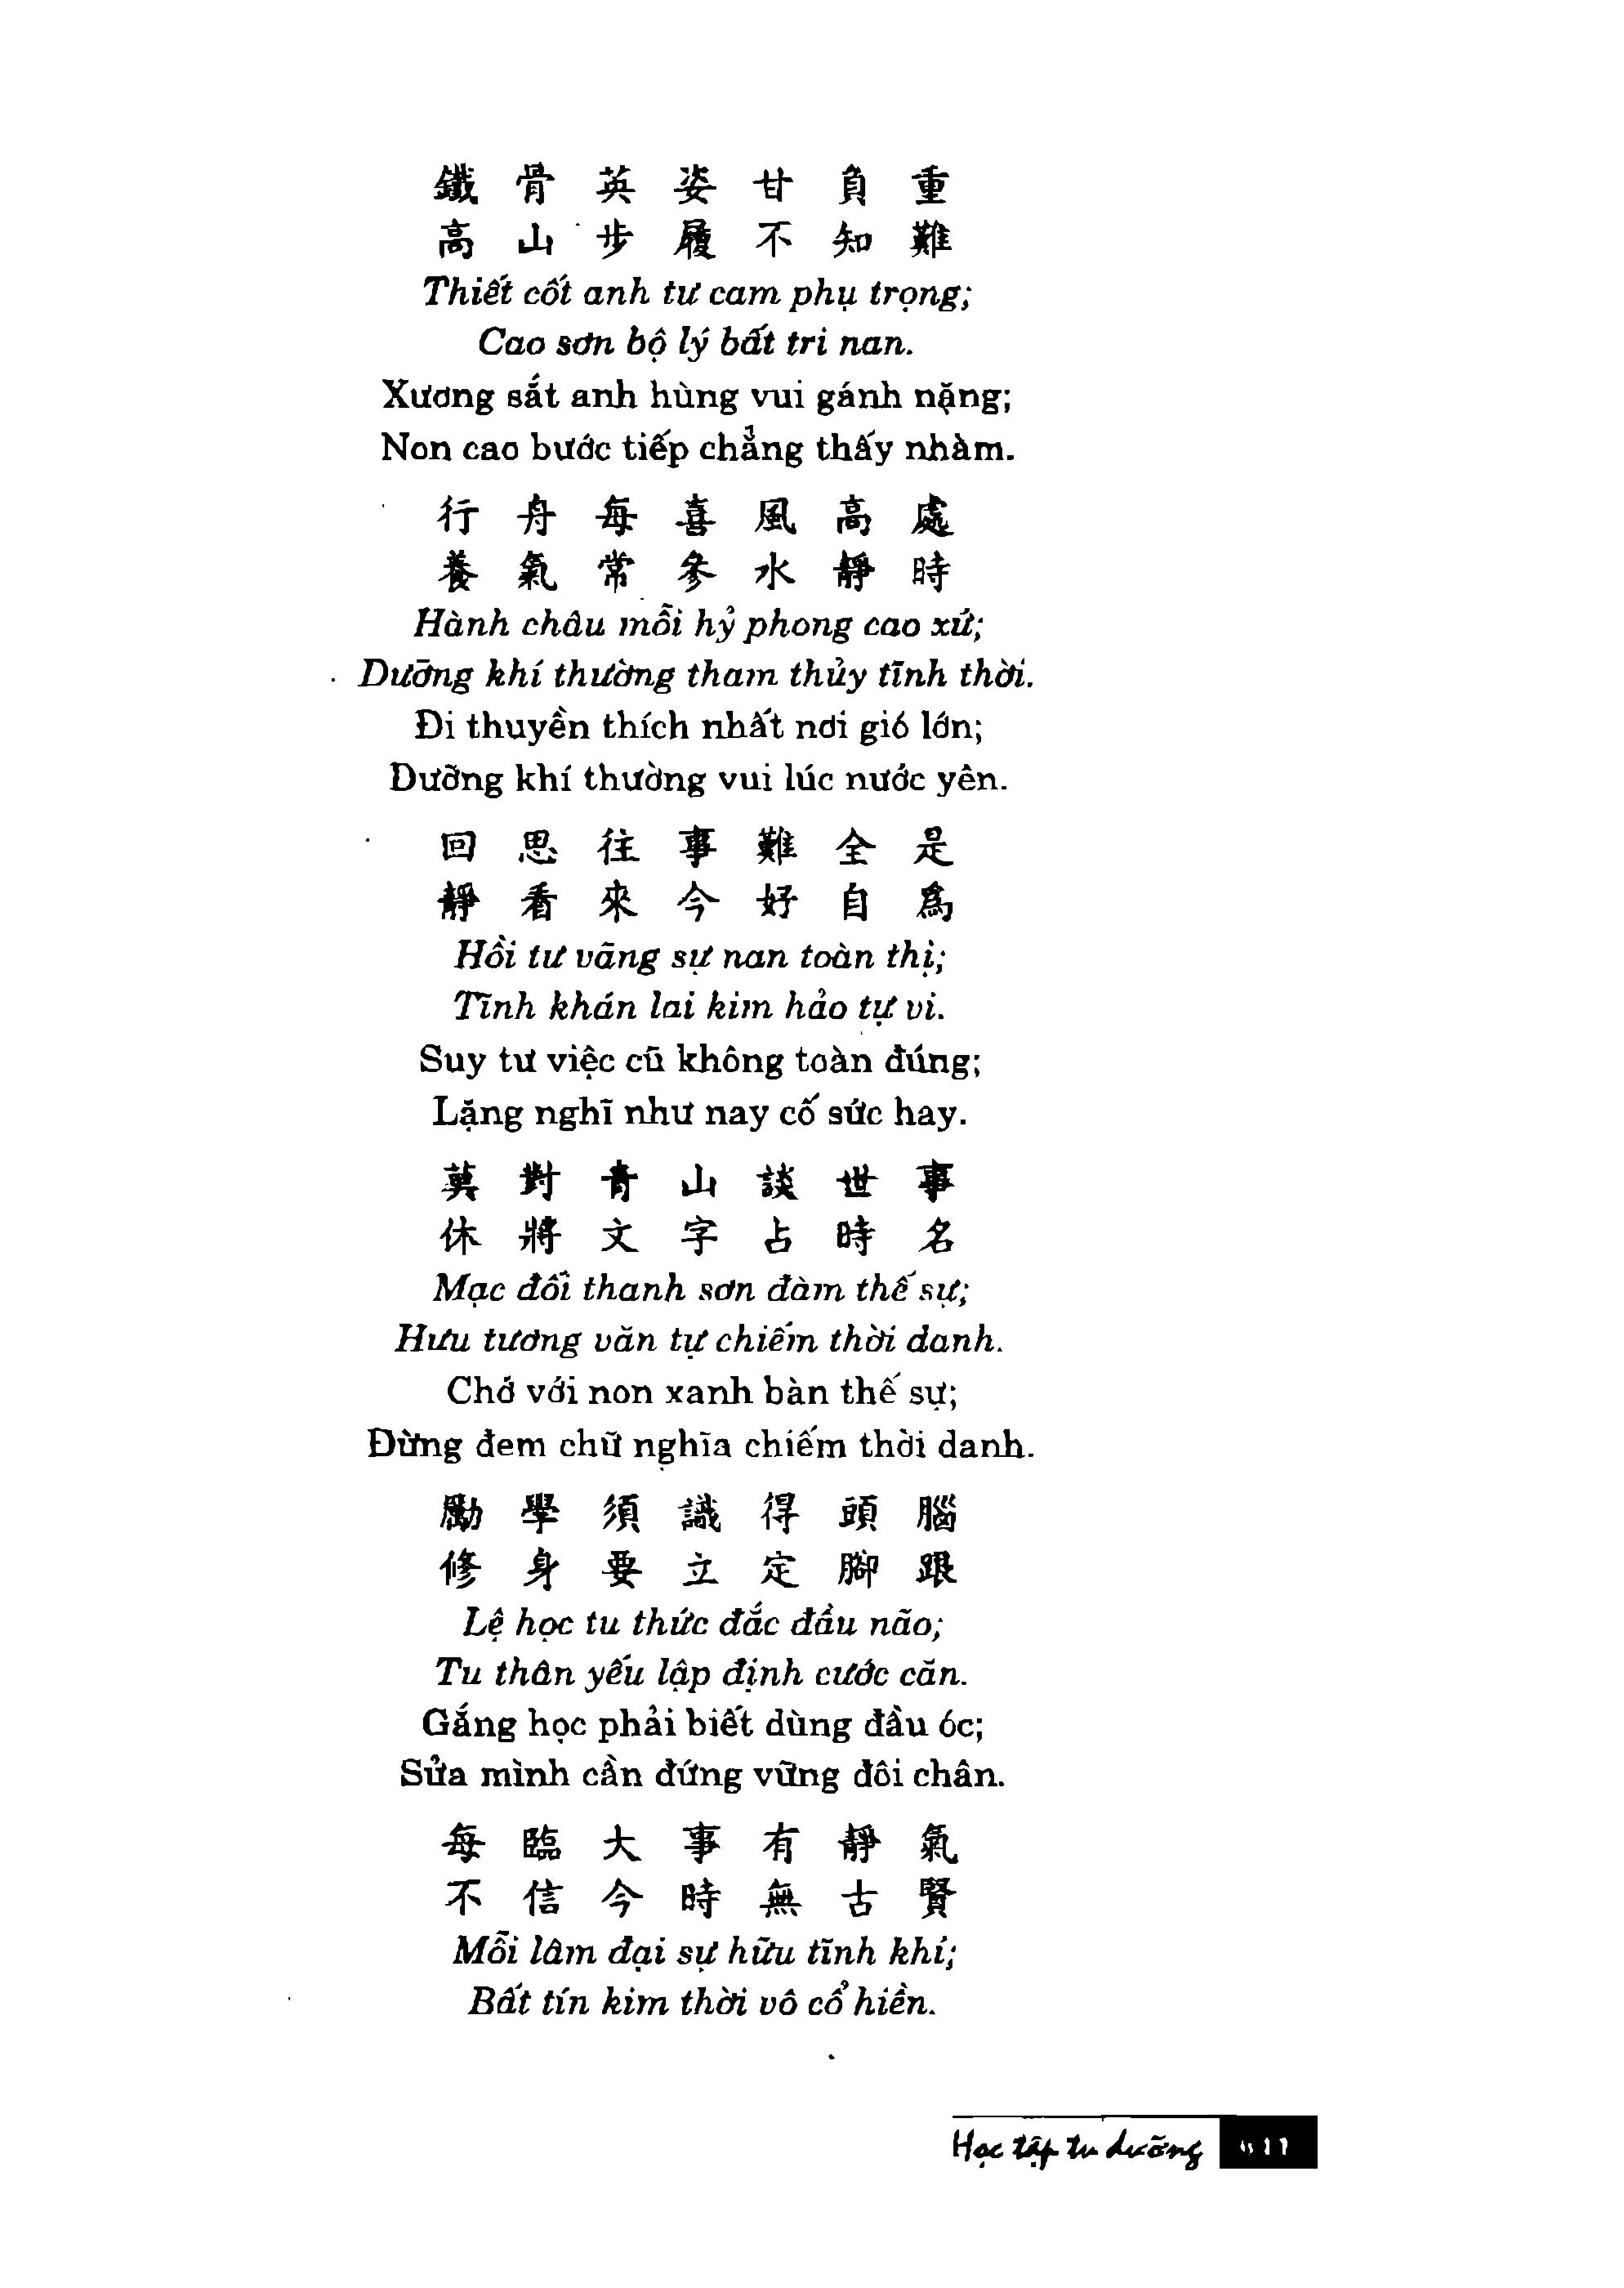 鐵骨英姿甘負重
高山步履不知難
Thiết cốt anh tư cam phụ trọng;
Cao sơn bộ lý bất tri nan.
Xương sắt anh hùng vui gánh nặng;
Non cao bước tiếp chẳng thấy nhàm.
行舟每喜風高處
養氣常參水靜時
Hành châu mỗi hỷ phong cao xứ;
Dưỡng khí thường tham thủy tĩnh thời.
Đi thuyền thích nhất nơi gió lớn;
Dưỡng khí thường vui lúc nước yên.
回思往事難全是
靜看來今好自為
Hồi tư vãng sự nan toàn thị;
Tĩnh khán lai kim hảo tự vi.
Suy tư việc cũ không toàn đúng;
Lặng nghĩ như nay cố sức hay.
莫對青山談世事
休將文字占時名
Mạc đối thanh sơn đàm thế sự;
Hưu tương văn tự chiếm thời danh.
Chớ với non xanh bàn thế sự;
Đừng đem chữ nghĩa chiếm thời danh.
勵學須識得頭腦
修身要立定腳跟
Lệ học tu thức đắc đầu não;
Tu thân yếu lập định cước căn.
Gắng học phải biết dùng đầu óc;
Sửa mình cần đứng vững đôi chân.
每臨大事有靜氣
不信今時無古賢
Mỗi lâm đại sự hữu tĩnh khí;
Bất tín kim thời vô cổ hiền.
Học tập tu dưỡng